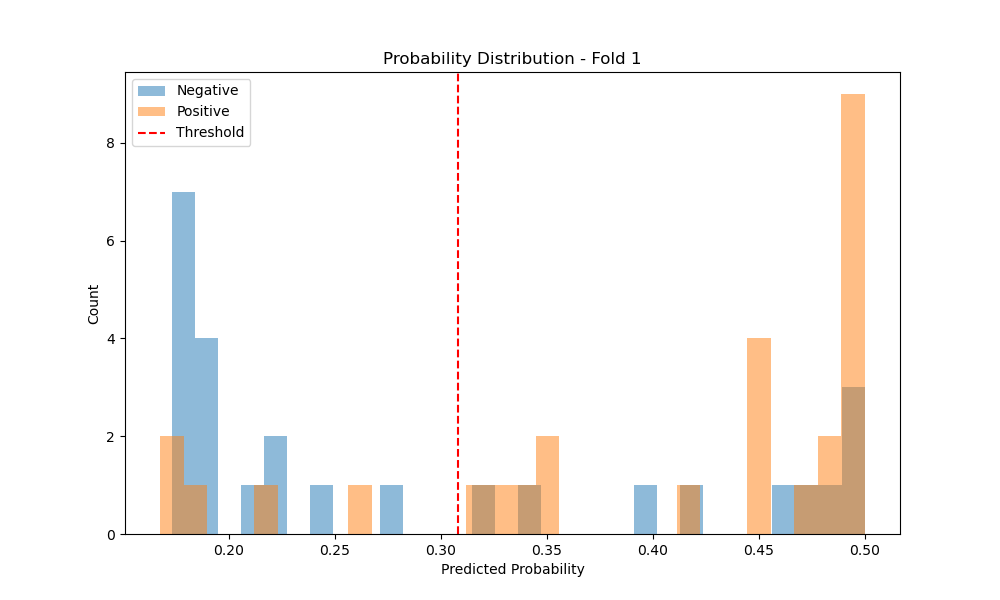 Probability Distribution - Fold 1
Negative
Positive
Threshold
Count
8
6
4
2
0
0.20 0.25 0.30 0.35 0.40 0.45 0.50
Predicted Probability